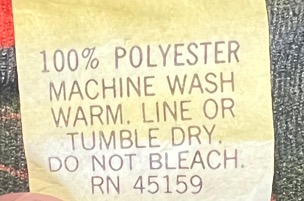 100% POLYESTER
MACHINE WASH
WARM. LINE OR
TUMBLE DRY.
DO NOT BLEACH.
RN 45159